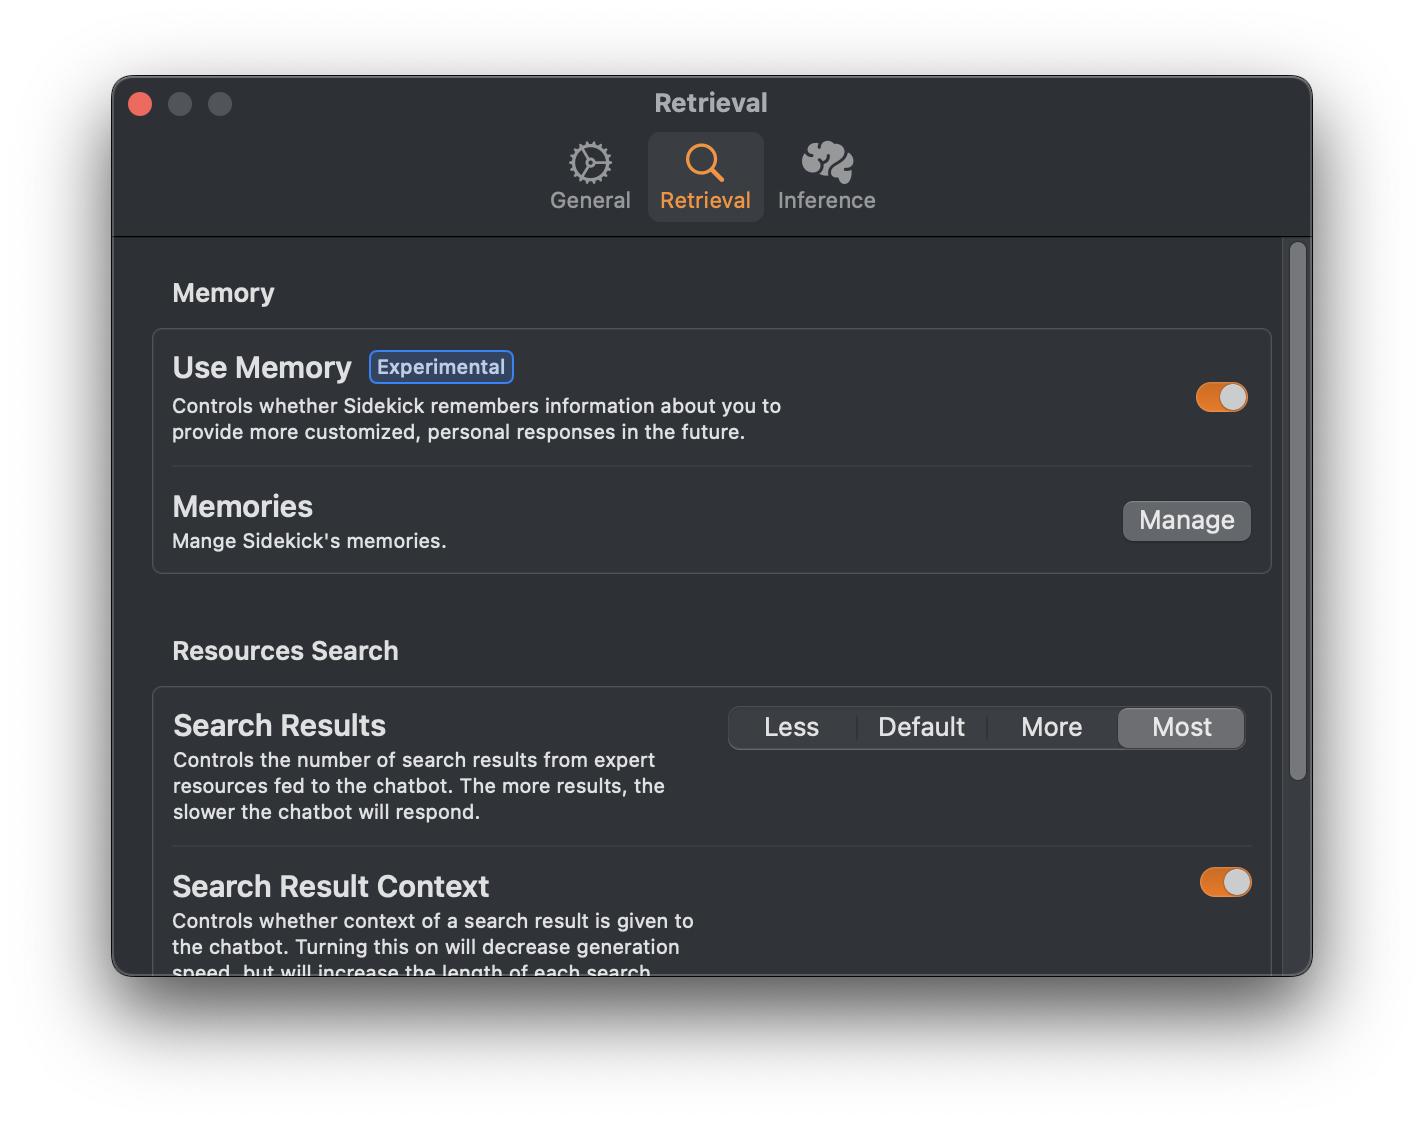 Retrieval
General
Retrieval
Inference
Memory
Use Memory Experimental
Controls whether Sidekick remembers information about you to
provide more customized, personal responses in the future.
Memories
Mange Sidekick's memories.
Manage
Resources Search
Search Results
Less Default More Most
Controls the number of search results from expert
resources fed to the chatbot. The more results, the
slower the chatbot will respond.
Search Result Context
Controls whether context of a search result is given to
the chatbot. Turning this on will decrease generation
speed, but will increase the length of each search